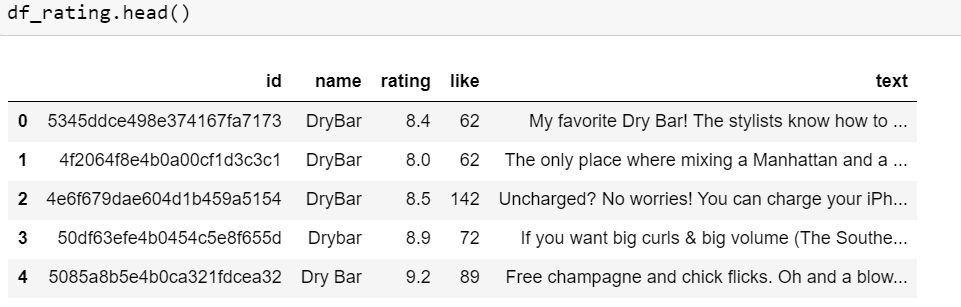 df_rating.head()
id name rating like text
0 5345ddce498e374167fa7173 DryBar 8.4 62 My favorite Dry Bar! The stylists know how to ...
1 4f2064f8e4b0a00cf1d3c3c1 DryBar 8.0 62 The only place where mixing a Manhattan and a ...
2 4e6f679dae604d1b459a5154 DryBar 8.5 142 Uncharged? No worries! You can charge your iPh...
3 50df63efe4b0454c5e8f655d Drybar 8.9 72 If you want big curls & big volume (The Southe...
4 5085a8b5e4b0ca321fdcea32 Dry Bar 9.2 89 Free champagne and chick flicks. Oh and a blow...